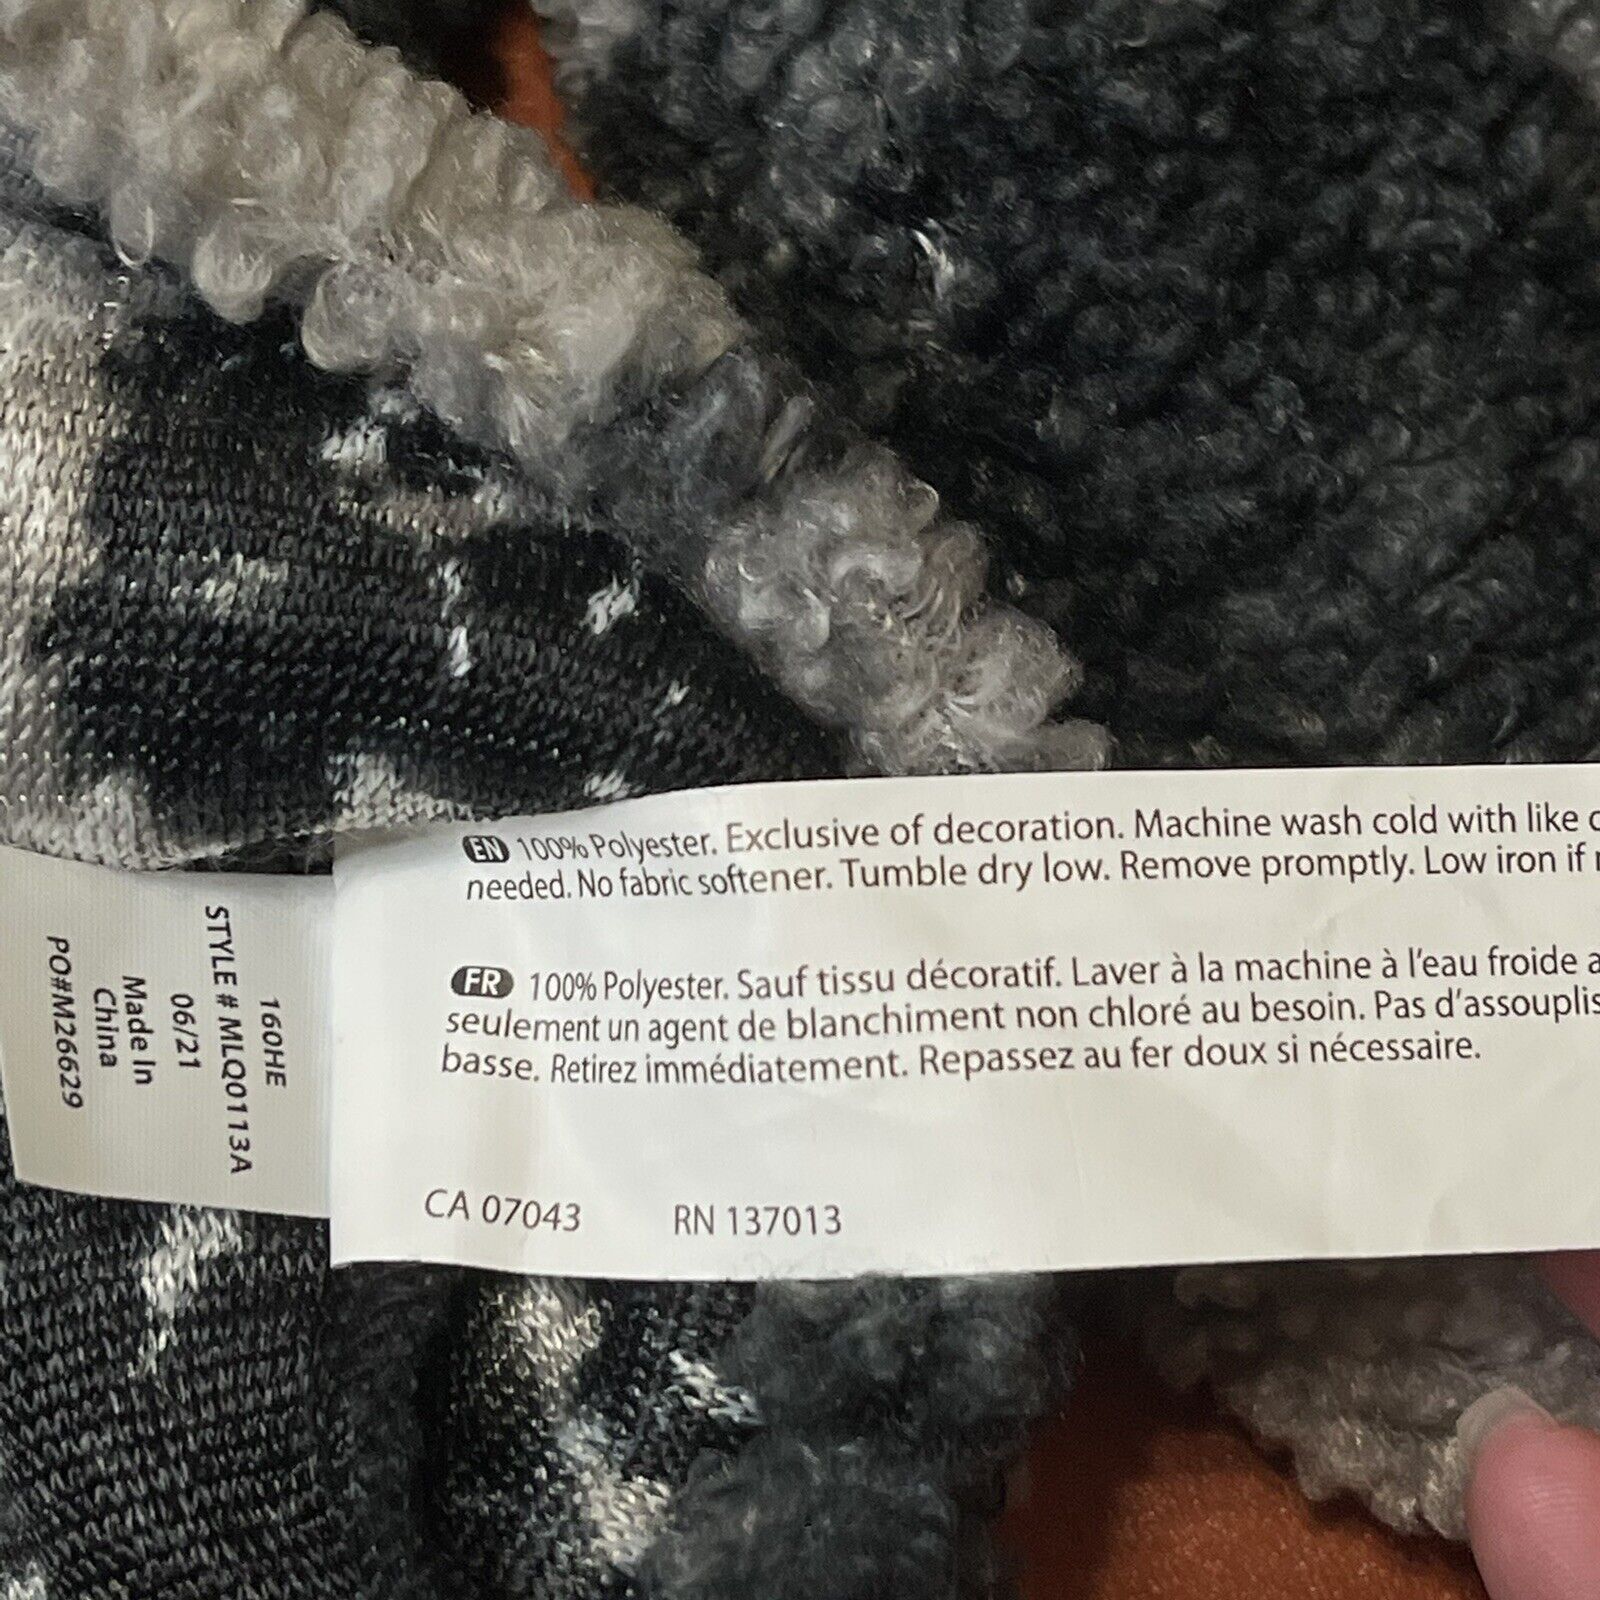 EN 100% Polyester. Exclusive of decoration. Machine wash cold with like
needed. No fabric softener. Tumble dry low. Remove promptly. Low iron if
FR 100% Polyester. Sauf tissu décoratif. Laver à la machine à l'eau froide
seulement un agent de blanchiment non chloré au besoin. Pas d'assouplis
basse. Retirez immédiatement. Repassez au fer doux si nécessaire.
CA 07043 RN 137013
160HE
STYLE # MLQ0113A
06/21
Made In
China
PO#M26629